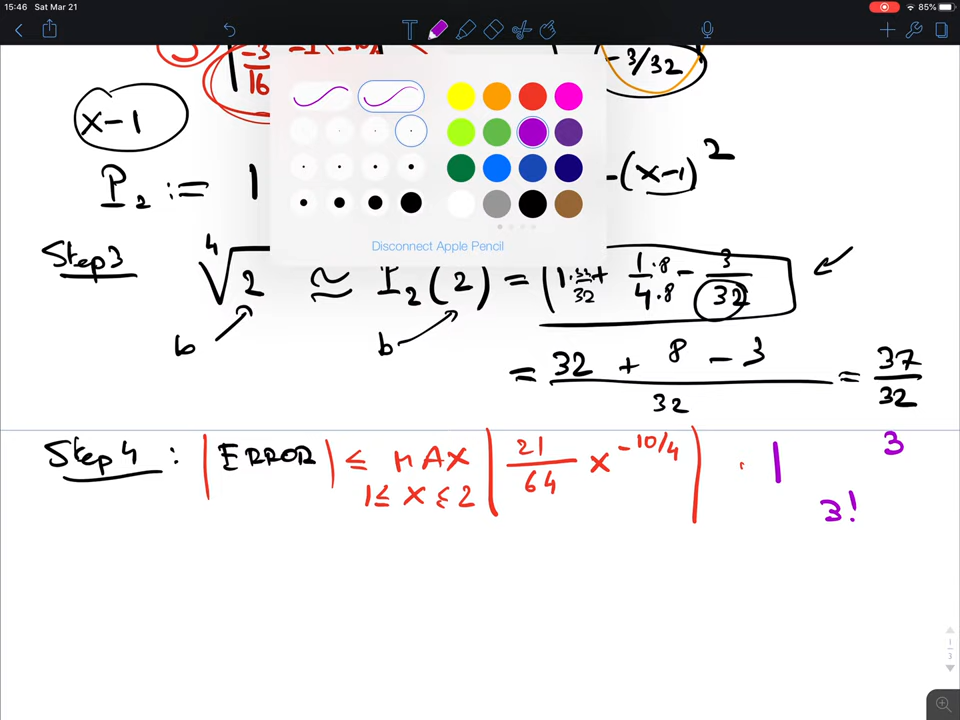 15:46 Sat Mar 21 85%
-3/16
-3/32
x-1
P₂ := 1 -(x-1)²
Disconnect Apple Pencil
Step3 ⁴√2 ≅ P₂(2) = 1/4·8 - 3/32
b b
= (32 + 8 - 3)/32 = 37/32
Step 4 : |ERROR| ≤ MAX 1≤ X ≤2 | 21/64 x^(-10/4) | · | 3
3!